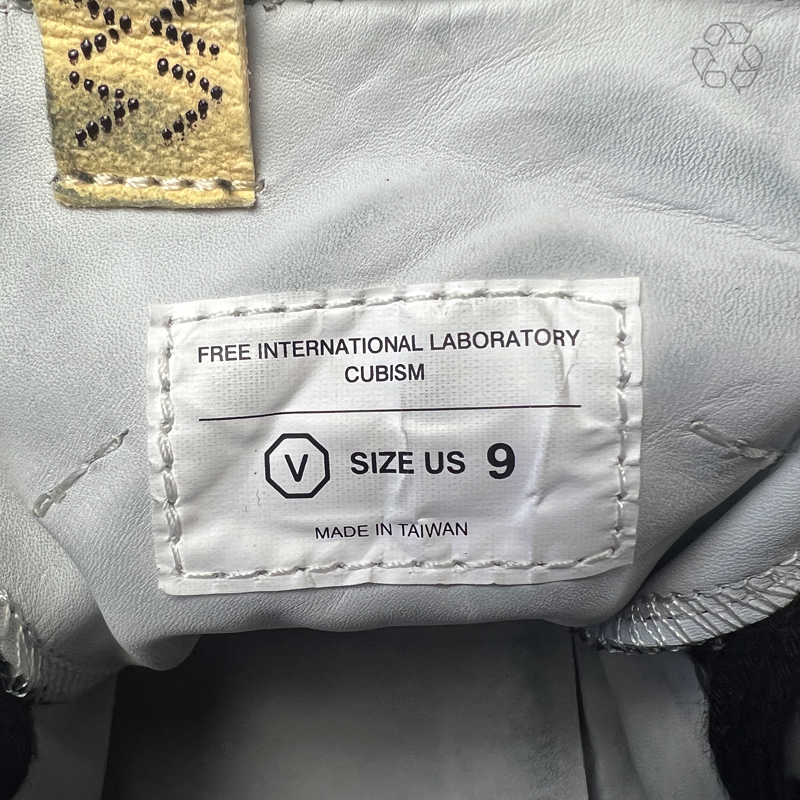 FREE INTERNATIONAL LABORATORY
CUBISM
V SIZE US 9
MADE IN TAIWAN